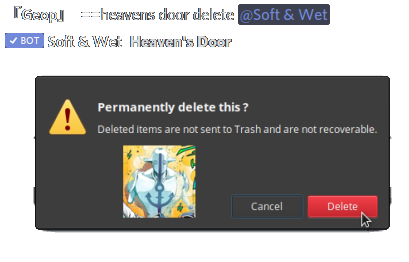 『Geop』 ==heavens door delete @Soft & Wet
✓ BOT Soft & Wet: Heaven's Door
Permanently delete this ?
Deleted items are not sent to Trash and are not recoverable.
Cancel Delete